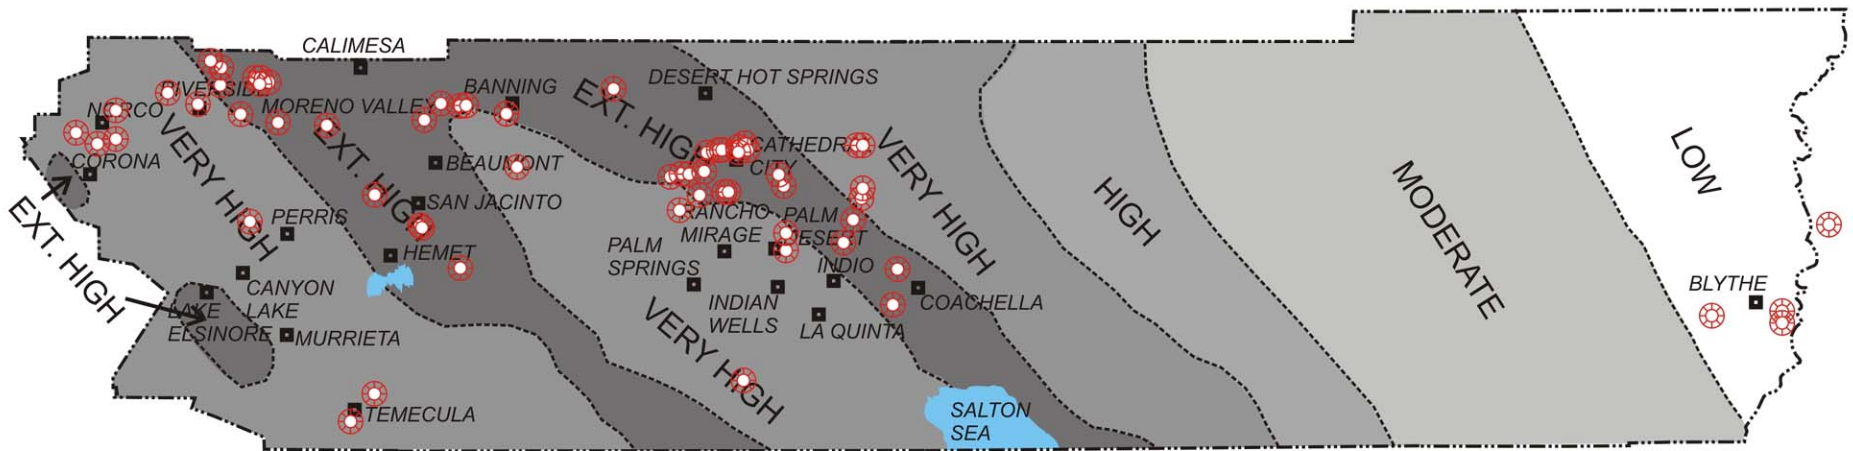 CALIMESA
BANNING
DESERT HOT SPRINGS
RIVERSIDE
NORCO
MORENO VALLEY
EXT. HIGH
CATHEDRAL
CITY
VERY HIGH
EXT. HIGH
CORONA
BEAUMONT
VERY HIGH
HIGH
MODERATE
LOW
EXT. HIGH
PERRIS
SAN JACINTO
RANCHO
MIRAGE
PALM
DESERT
HEMET
PALM
SPRINGS
INDIO
CANYON
LAKE
LAKE
ELSINORE
MURRIETA
INDIAN
WELLS
LA QUINTA
COACHELLA
BLYTHE
VERY HIGH
TEMECULA
SALTON
SEA